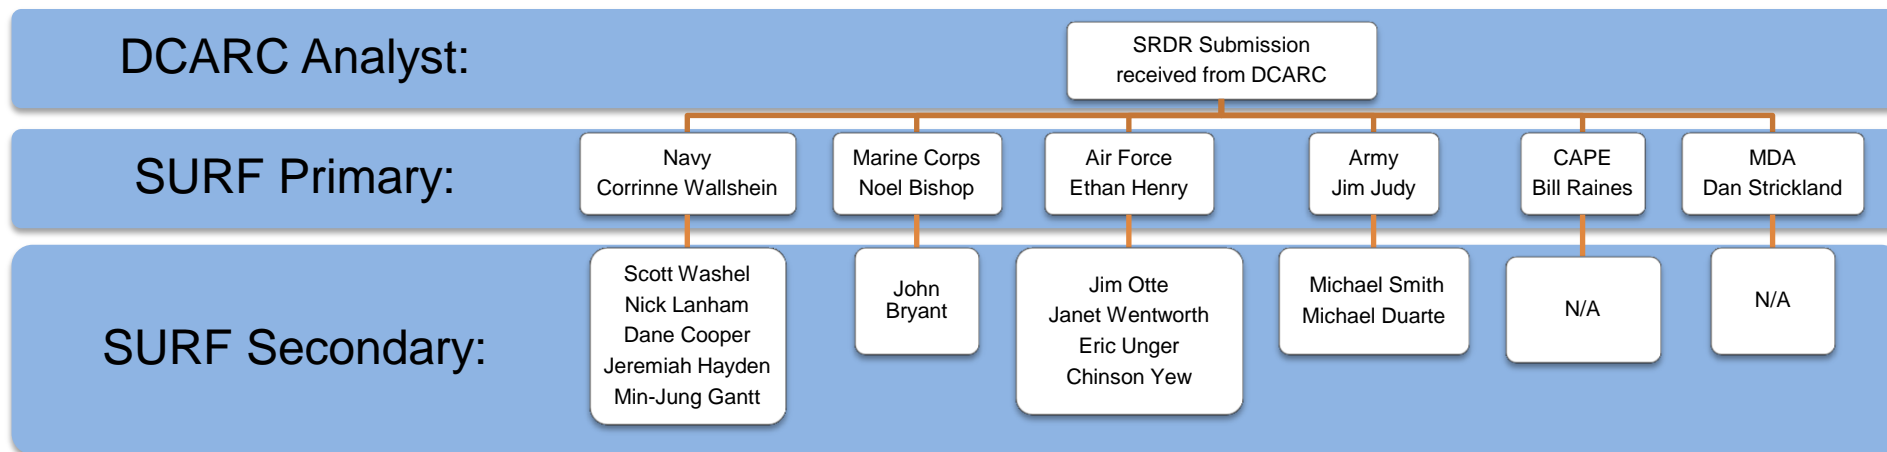 DCARC Analyst:
SRDR Submission
received from DCARC
SURF Primary:
Navy
Corrinne Wallshein
Marine Corps
Noel Bishop
Air Force
Ethan Henry
Army
Jim Judy
CAPE
Bill Raines
MDA
Dan Strickland
SURF Secondary:
Scott Washel
Nick Lanham
Dane Cooper
Jeremiah Hayden
Min-Jung Gantt
John
Bryant
Jim Otte
Janet Wentworth
Eric Unger
Chinson Yew
Michael Smith
Michael Duarte
N/A
N/A